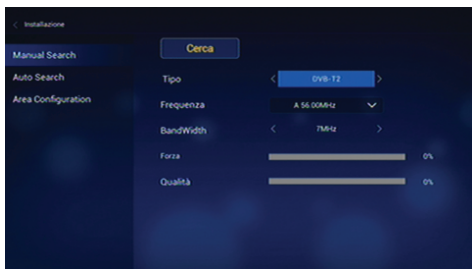 < Installazione
Manual Search
Auto Search
Area Configuration
Cerca
Tipo < DVB-T2 >
Frequenza A 56.00MHz
BandWidth < 7MHz >
Forza 0%
Qualità 0%